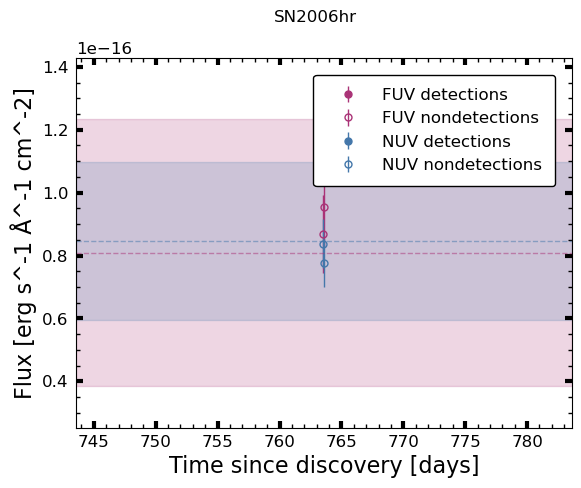 SN2006hr
1e−16
1.4
1.2
1.0
0.8
0.6
0.4
Flux [erg s^-1 Å^-1 cm^-2]
FUV detections
FUV nondetections
NUV detections
NUV nondetections
745 750 755 760 765 770 775 780
Time since discovery [days]